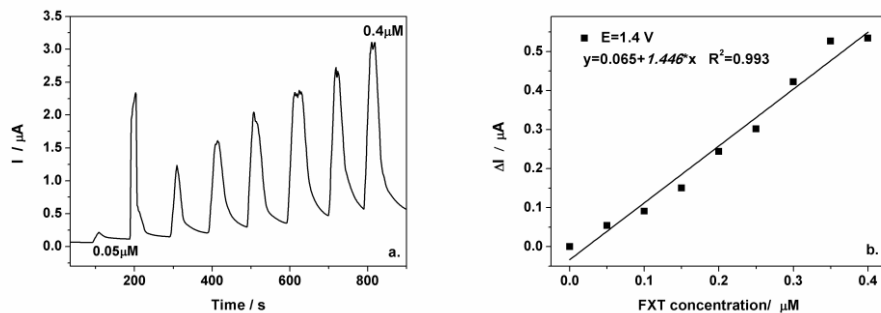 3.5
3.0
2.5
2.0
1.5
1.0
0.5
0.0
I / μA
0.4μM
0.05μM
a.
200 400 600 800
Time / s
0.5
0.4
0.3
0.2
0.1
0.0
ΔI / μA
E=1.4 V
y=0.065+1.446*x R²=0.993
b.
0.0 0.1 0.2 0.3 0.4
FXT concentration/ μM